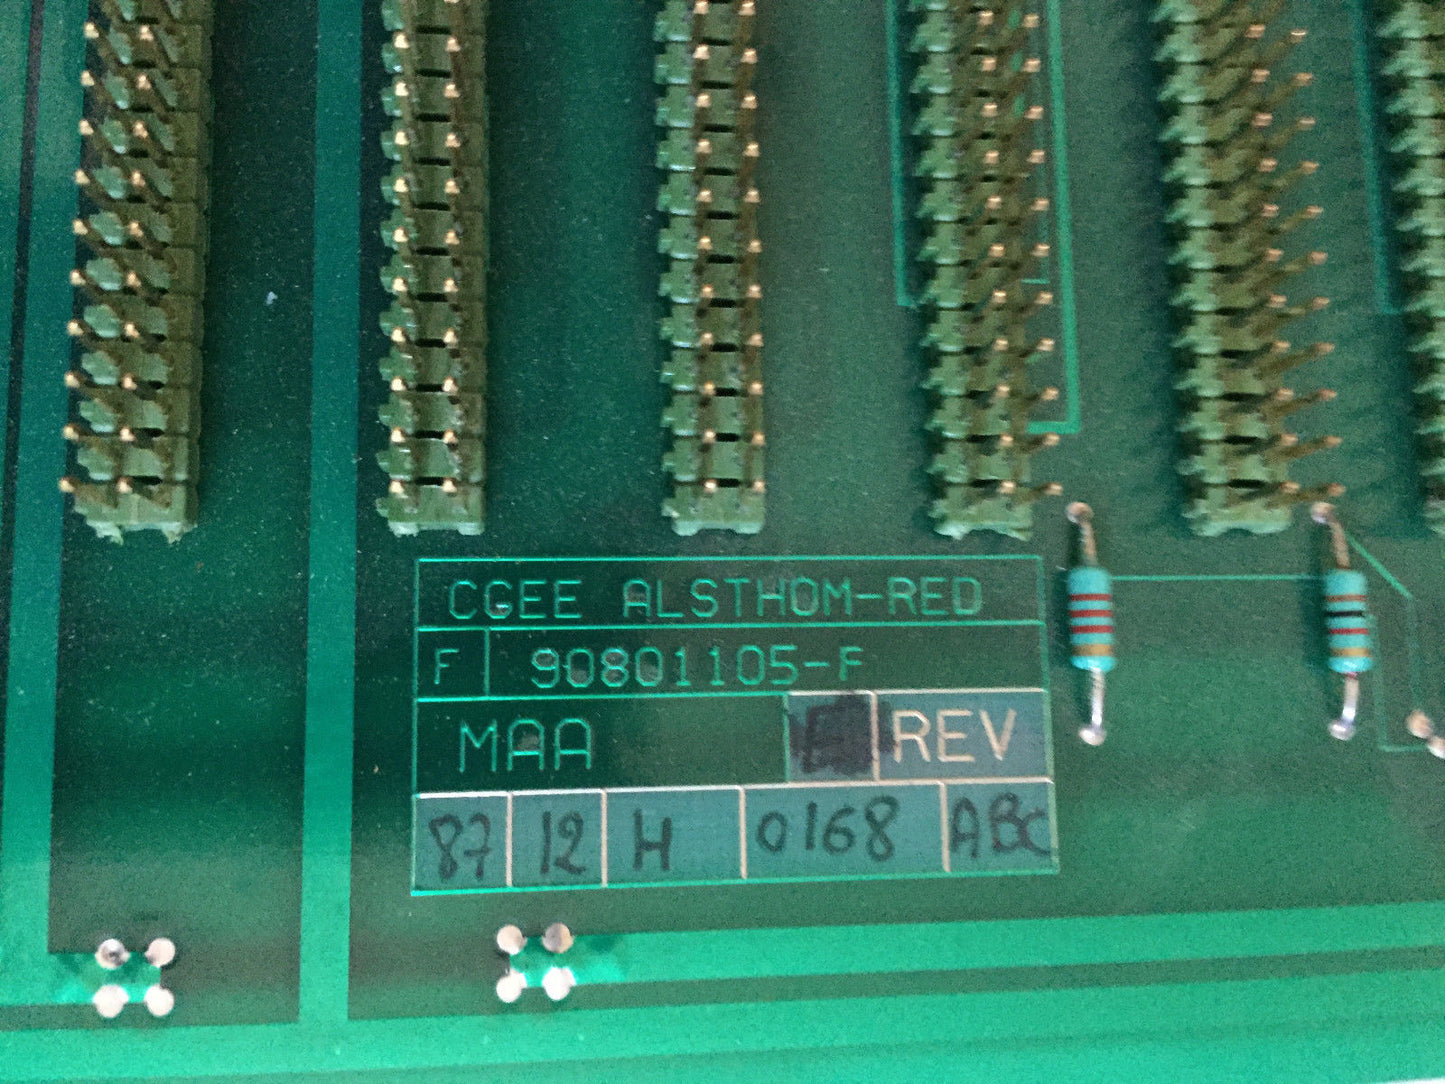 CGEE ALSTHOM-RED
F 90801105-F
MAA REV
87 12 H 0168 ABC